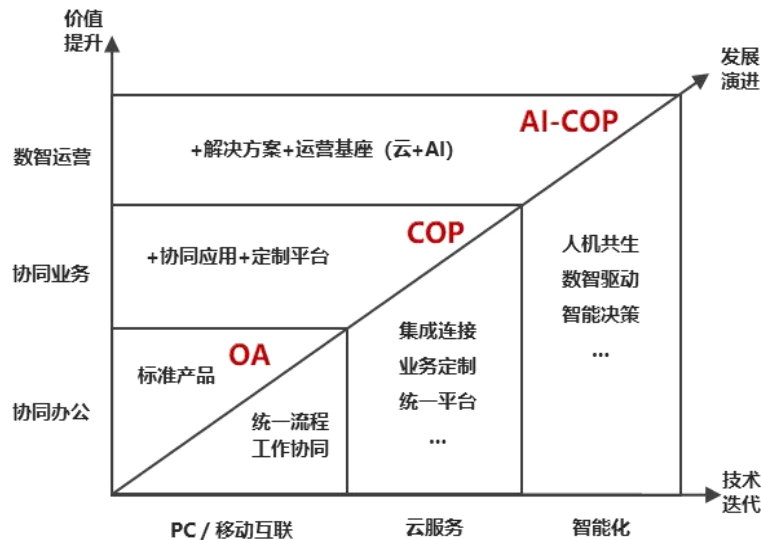 价值
提升
发展
演进
AI-COP
数智运营
+解决方案+运营基座（云+AI）
COP
协同业务
+协同应用+定制平台
人机共生
数智驱动
智能决策
...
OA
集成连接
业务定制
统一平台
...
标准产品
协同办公
统一流程
工作协同
技术
迭代
PC / 移动互联
云服务
智能化